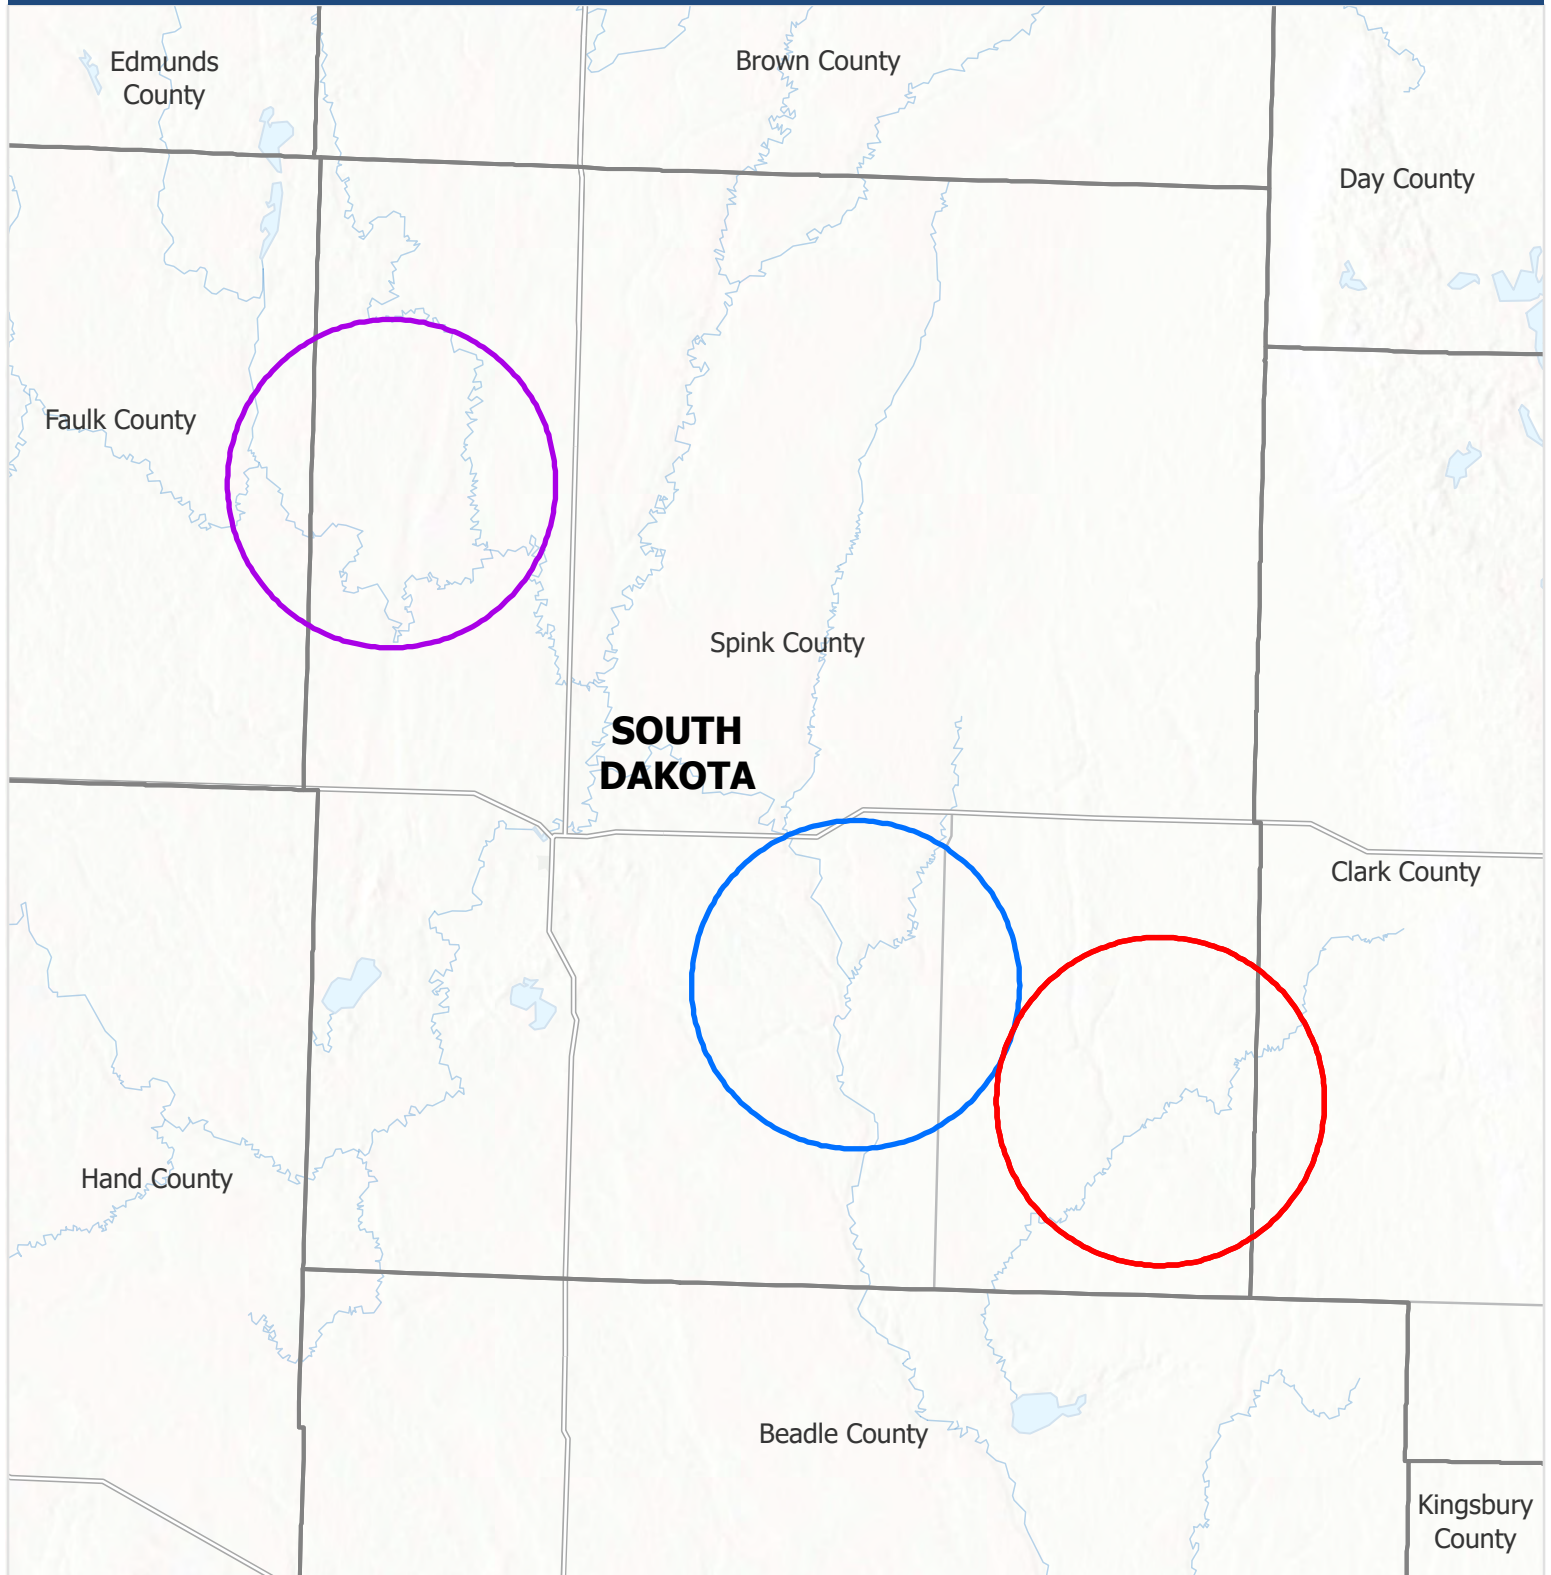 Edmunds
County
Brown County
Day County
Faulk County
Spink County
SOUTH
DAKOTA
Clark County
Hand County
Beadle County
Kingsbury
County